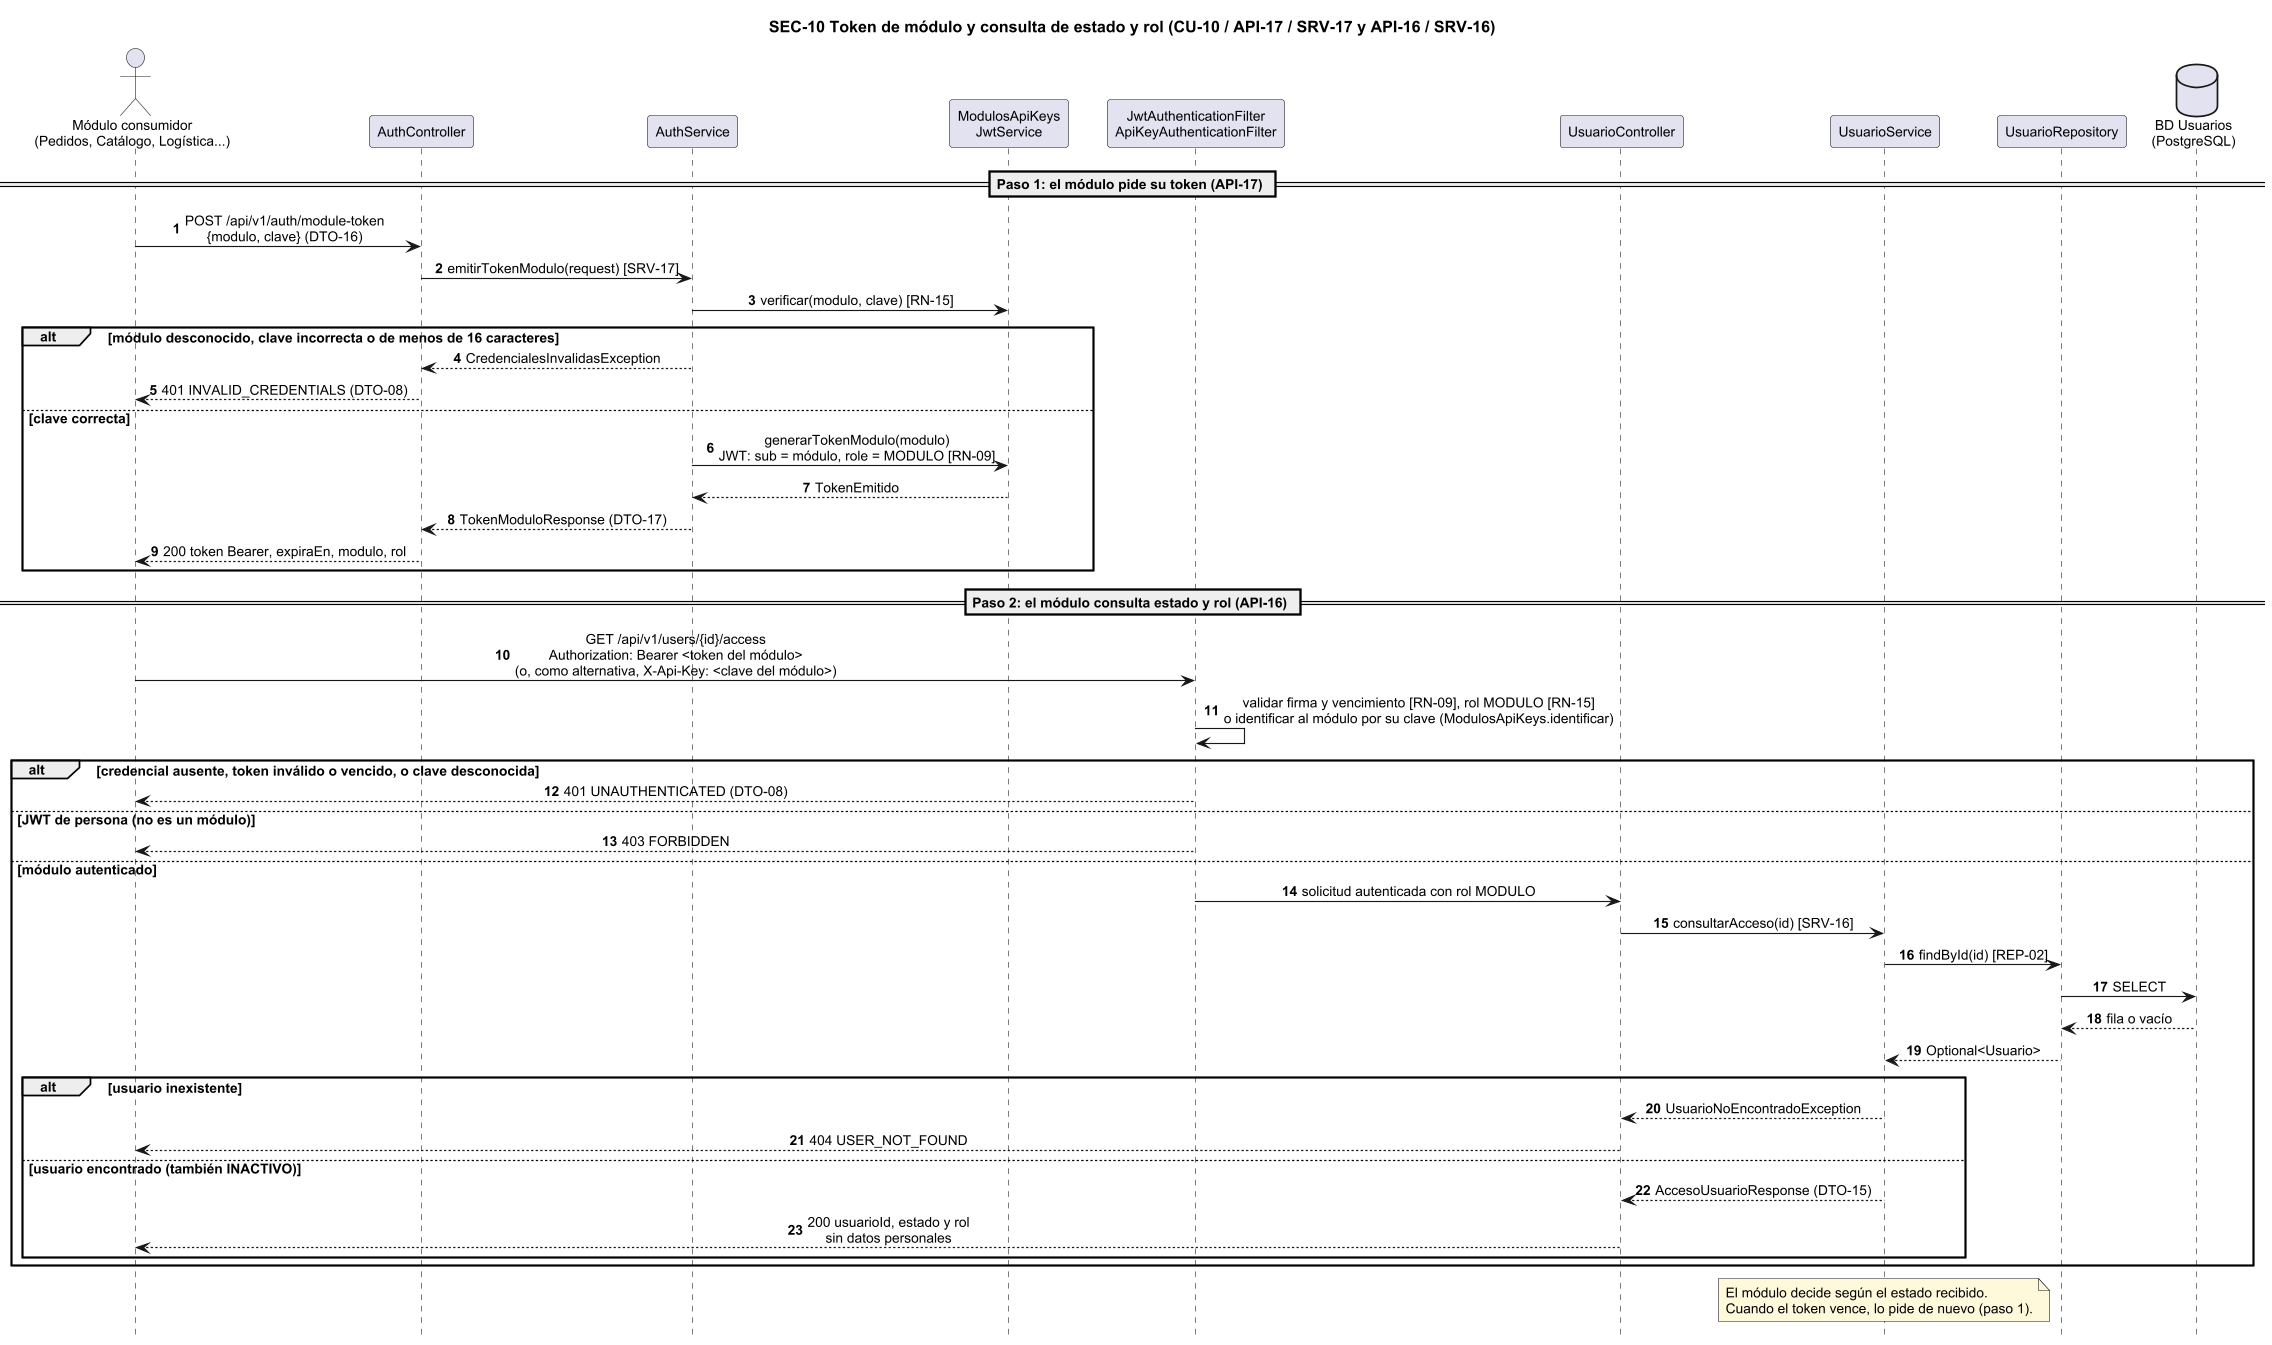 SEC-10 Token de módulo y consulta de estado y rol (CU-10 / API-17 / SRV-17 y API-16 / SRV-16)
Módulo consumidor
(Pedidos, Catálogo, Logística...)
AuthController
AuthService
ModulosApiKeys
JwtService
JwtAuthenticationFilter
ApiKeyAuthenticationFilter
UsuarioController
UsuarioService
UsuarioRepository
BD Usuarios
(PostgreSQL)
Paso 1: el módulo pide su token (API-17)
1 POST /api/v1/auth/module-token
{modulo, clave} (DTO-16)
2 emitirTokenModulo(request) [SRV-17]
3 verificar(modulo, clave) [RN-15]
alt [módulo desconocido, clave incorrecta o de menos de 16 caracteres]
4 CredencialesInvalidasException
5 401 INVALID_CREDENTIALS (DTO-08)
[clave correcta]
6 generarTokenModulo(modulo)
JWT: sub = módulo, role = MODULO [RN-09]
7 TokenEmitido
8 TokenModuloResponse (DTO-17)
9 200 token Bearer, expiraEn, modulo, rol
Paso 2: el módulo consulta estado y rol (API-16)
10 GET /api/v1/users/{id}/access
Authorization: Bearer <token del módulo>
(o, como alternativa, X-Api-Key: <clave del módulo>)
11 validar firma y vencimiento [RN-09], rol MODULO [RN-15]
o identificar al módulo por su clave (ModulosApiKeys.identificar)
alt [credencial ausente, token inválido o vencido, o clave desconocida]
12 401 UNAUTHENTICATED (DTO-08)
[JWT de persona (no es un módulo)]
13 403 FORBIDDEN
[módulo autenticado]
14 solicitud autenticada con rol MODULO
15 consultarAcceso(id) [SRV-16]
16 findById(id) [REP-02]
17 SELECT
18 fila o vacío
19 Optional<Usuario>
alt [usuario inexistente]
20 UsuarioNoEncontradoException
21 404 USER_NOT_FOUND
[usuario encontrado (también INACTIVO)]
22 AccesoUsuarioResponse (DTO-15)
23 200 usuarioId, estado y rol
sin datos personales
El módulo decide según el estado recibido.
Cuando el token vence, lo pide de nuevo (paso 1).